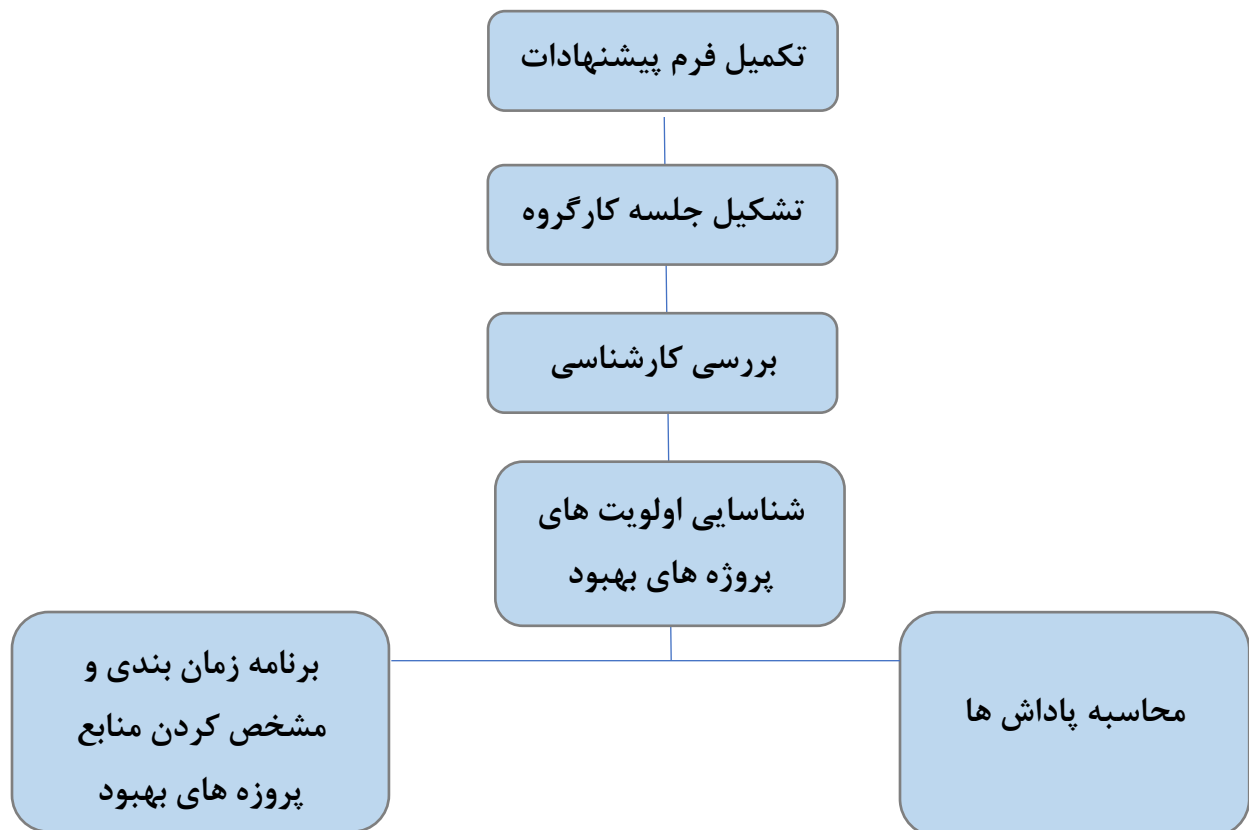 تکمیل فرم پیشنهادات
تشکیل جلسه کارگروه
بررسی کارشناسی
شناسایی اولویت های
پروژه های بهبود
محاسبه پاداش ها
برنامه زمان بندی و
مشخص کردن منابع
پروزه های بهبود